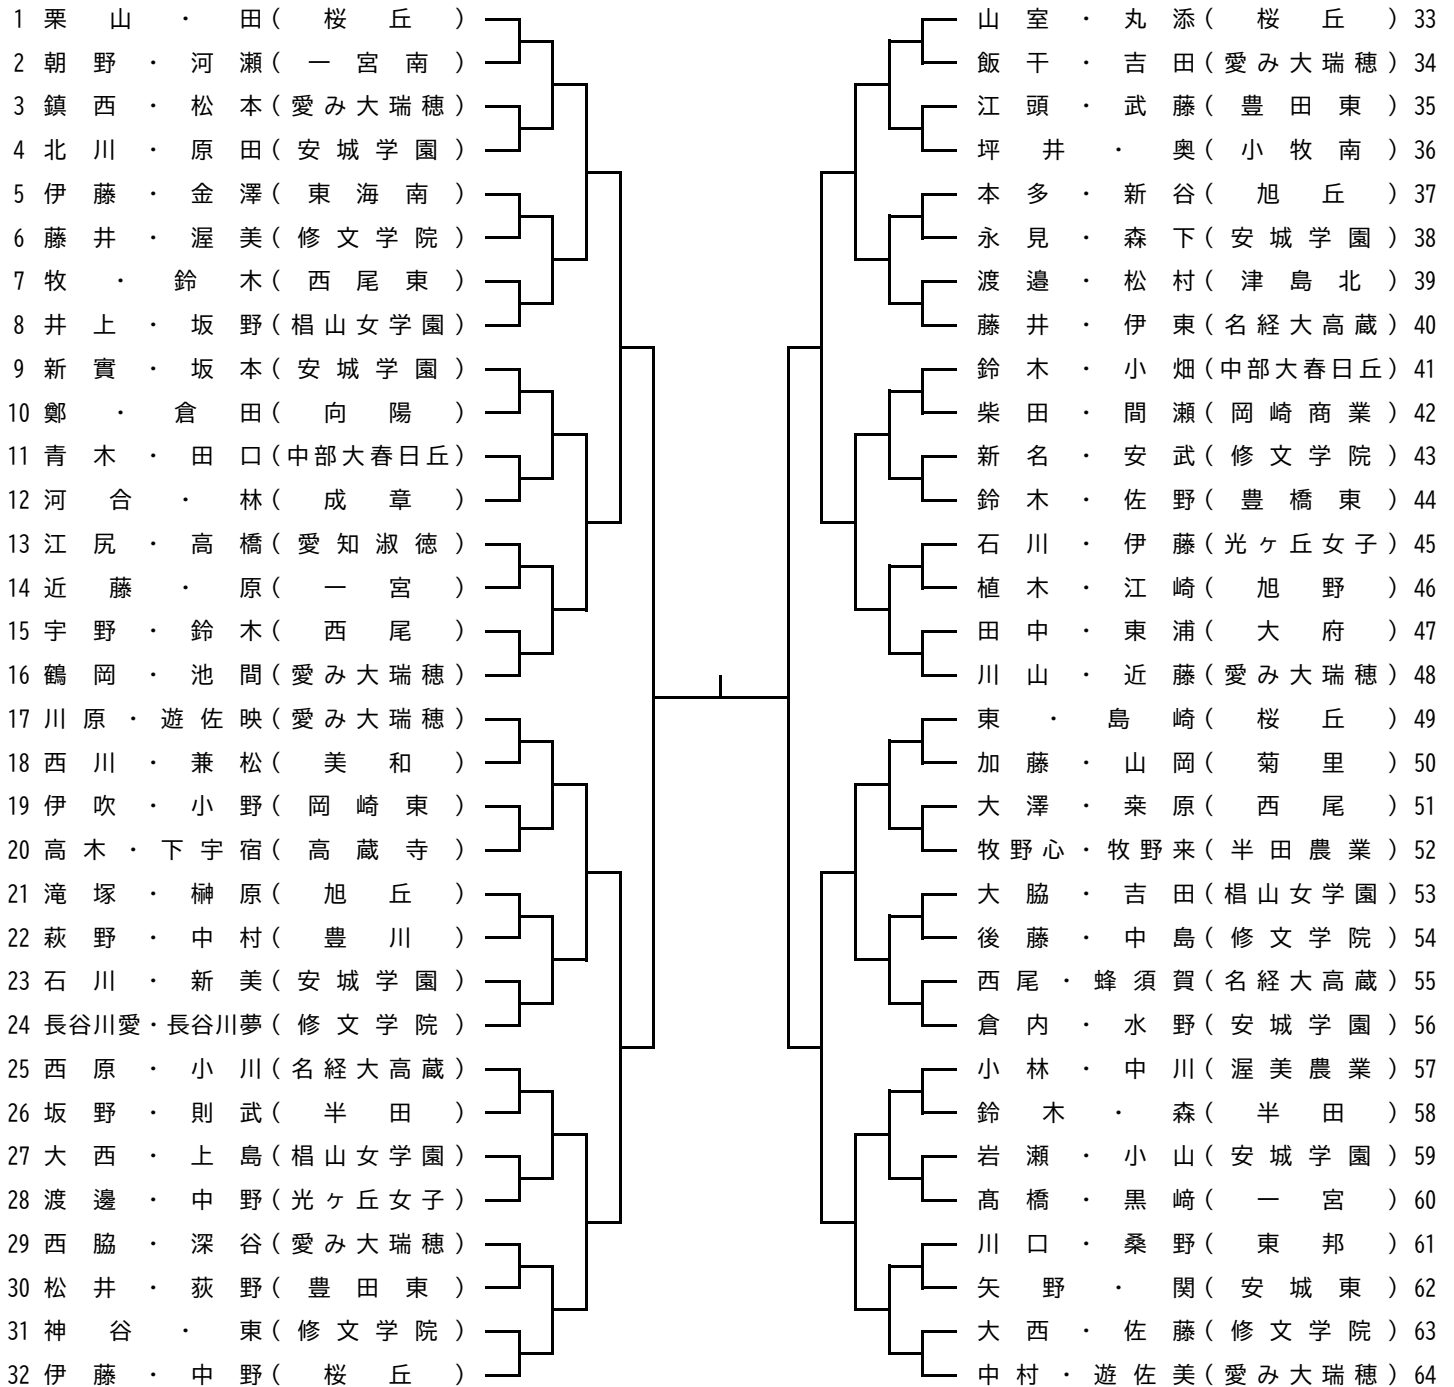 1 栗山・田(桜丘)
2 朝野・河瀬(一宮南)
3 鎮西・松本(愛み大瑞穂)
4 北川・原田(安城学園)
5 伊藤・金澤(東海南)
6 藤井・渥美(修文学院)
7 牧・鈴木(西尾東)
8 井上・坂野(椙山女学園)
9 新實・坂本(安城学園)
10 鄭・倉田(向陽)
11 青木・田口(中部大春日丘)
12 河合・林(成章)
13 江尻・高橋(愛知淑徳)
14 近藤・原(一宮)
15 宇野・鈴木(西尾)
16 鶴岡・池間(愛み大瑞穂)
17 川原・遊佐映(愛み大瑞穂)
18 西川・兼松(美和)
19 伊吹・小野(岡崎東)
20 高木・下宇宿(高蔵寺)
21 滝塚・榊原(旭丘)
22 萩野・中村(豊川)
23 石川・新美(安城学園)
24 長谷川愛・長谷川夢(修文学院)
25 西原・小川(名経大高蔵)
26 坂野・則武(半田)
27 大西・上島(椙山女学園)
28 渡邊・中野(光ヶ丘女子)
29 西脇・深谷(愛み大瑞穂)
30 松井・荻野(豊田東)
31 神谷・東(修文学院)
32 伊藤・中野(桜丘)
山室・丸添(桜丘) 33
飯干・吉田(愛み大瑞穂) 34
江頭・武藤(豊田東) 35
坪井・奥(小牧南) 36
本多・新谷(旭丘) 37
永見・森下(安城学園) 38
渡邉・松村(津島北) 39
藤井・伊東(名経大高蔵) 40
鈴木・小畑(中部大春日丘) 41
柴田・間瀬(岡崎商業) 42
新名・安武(修文学院) 43
鈴木・佐野(豊橋東) 44
石川・伊藤(光ヶ丘女子) 45
植木・江崎(旭野) 46
田中・東浦(大府) 47
川山・近藤(愛み大瑞穂) 48
東・島崎(桜丘) 49
加藤・山岡(菊里) 50
大澤・桒原(西尾) 51
牧野心・牧野来(半田農業) 52
大脇・吉田(椙山女学園) 53
後藤・中島(修文学院) 54
西尾・蜂須賀(名経大高蔵) 55
倉内・水野(安城学園) 56
小林・中川(渥美農業) 57
鈴木・森(半田) 58
岩瀬・小山(安城学園) 59
髙橋・黒﨑(一宮) 60
川口・桑野(東邦) 61
矢野・関(安城東) 62
大西・佐藤(修文学院) 63
中村・遊佐美(愛み大瑞穂) 64